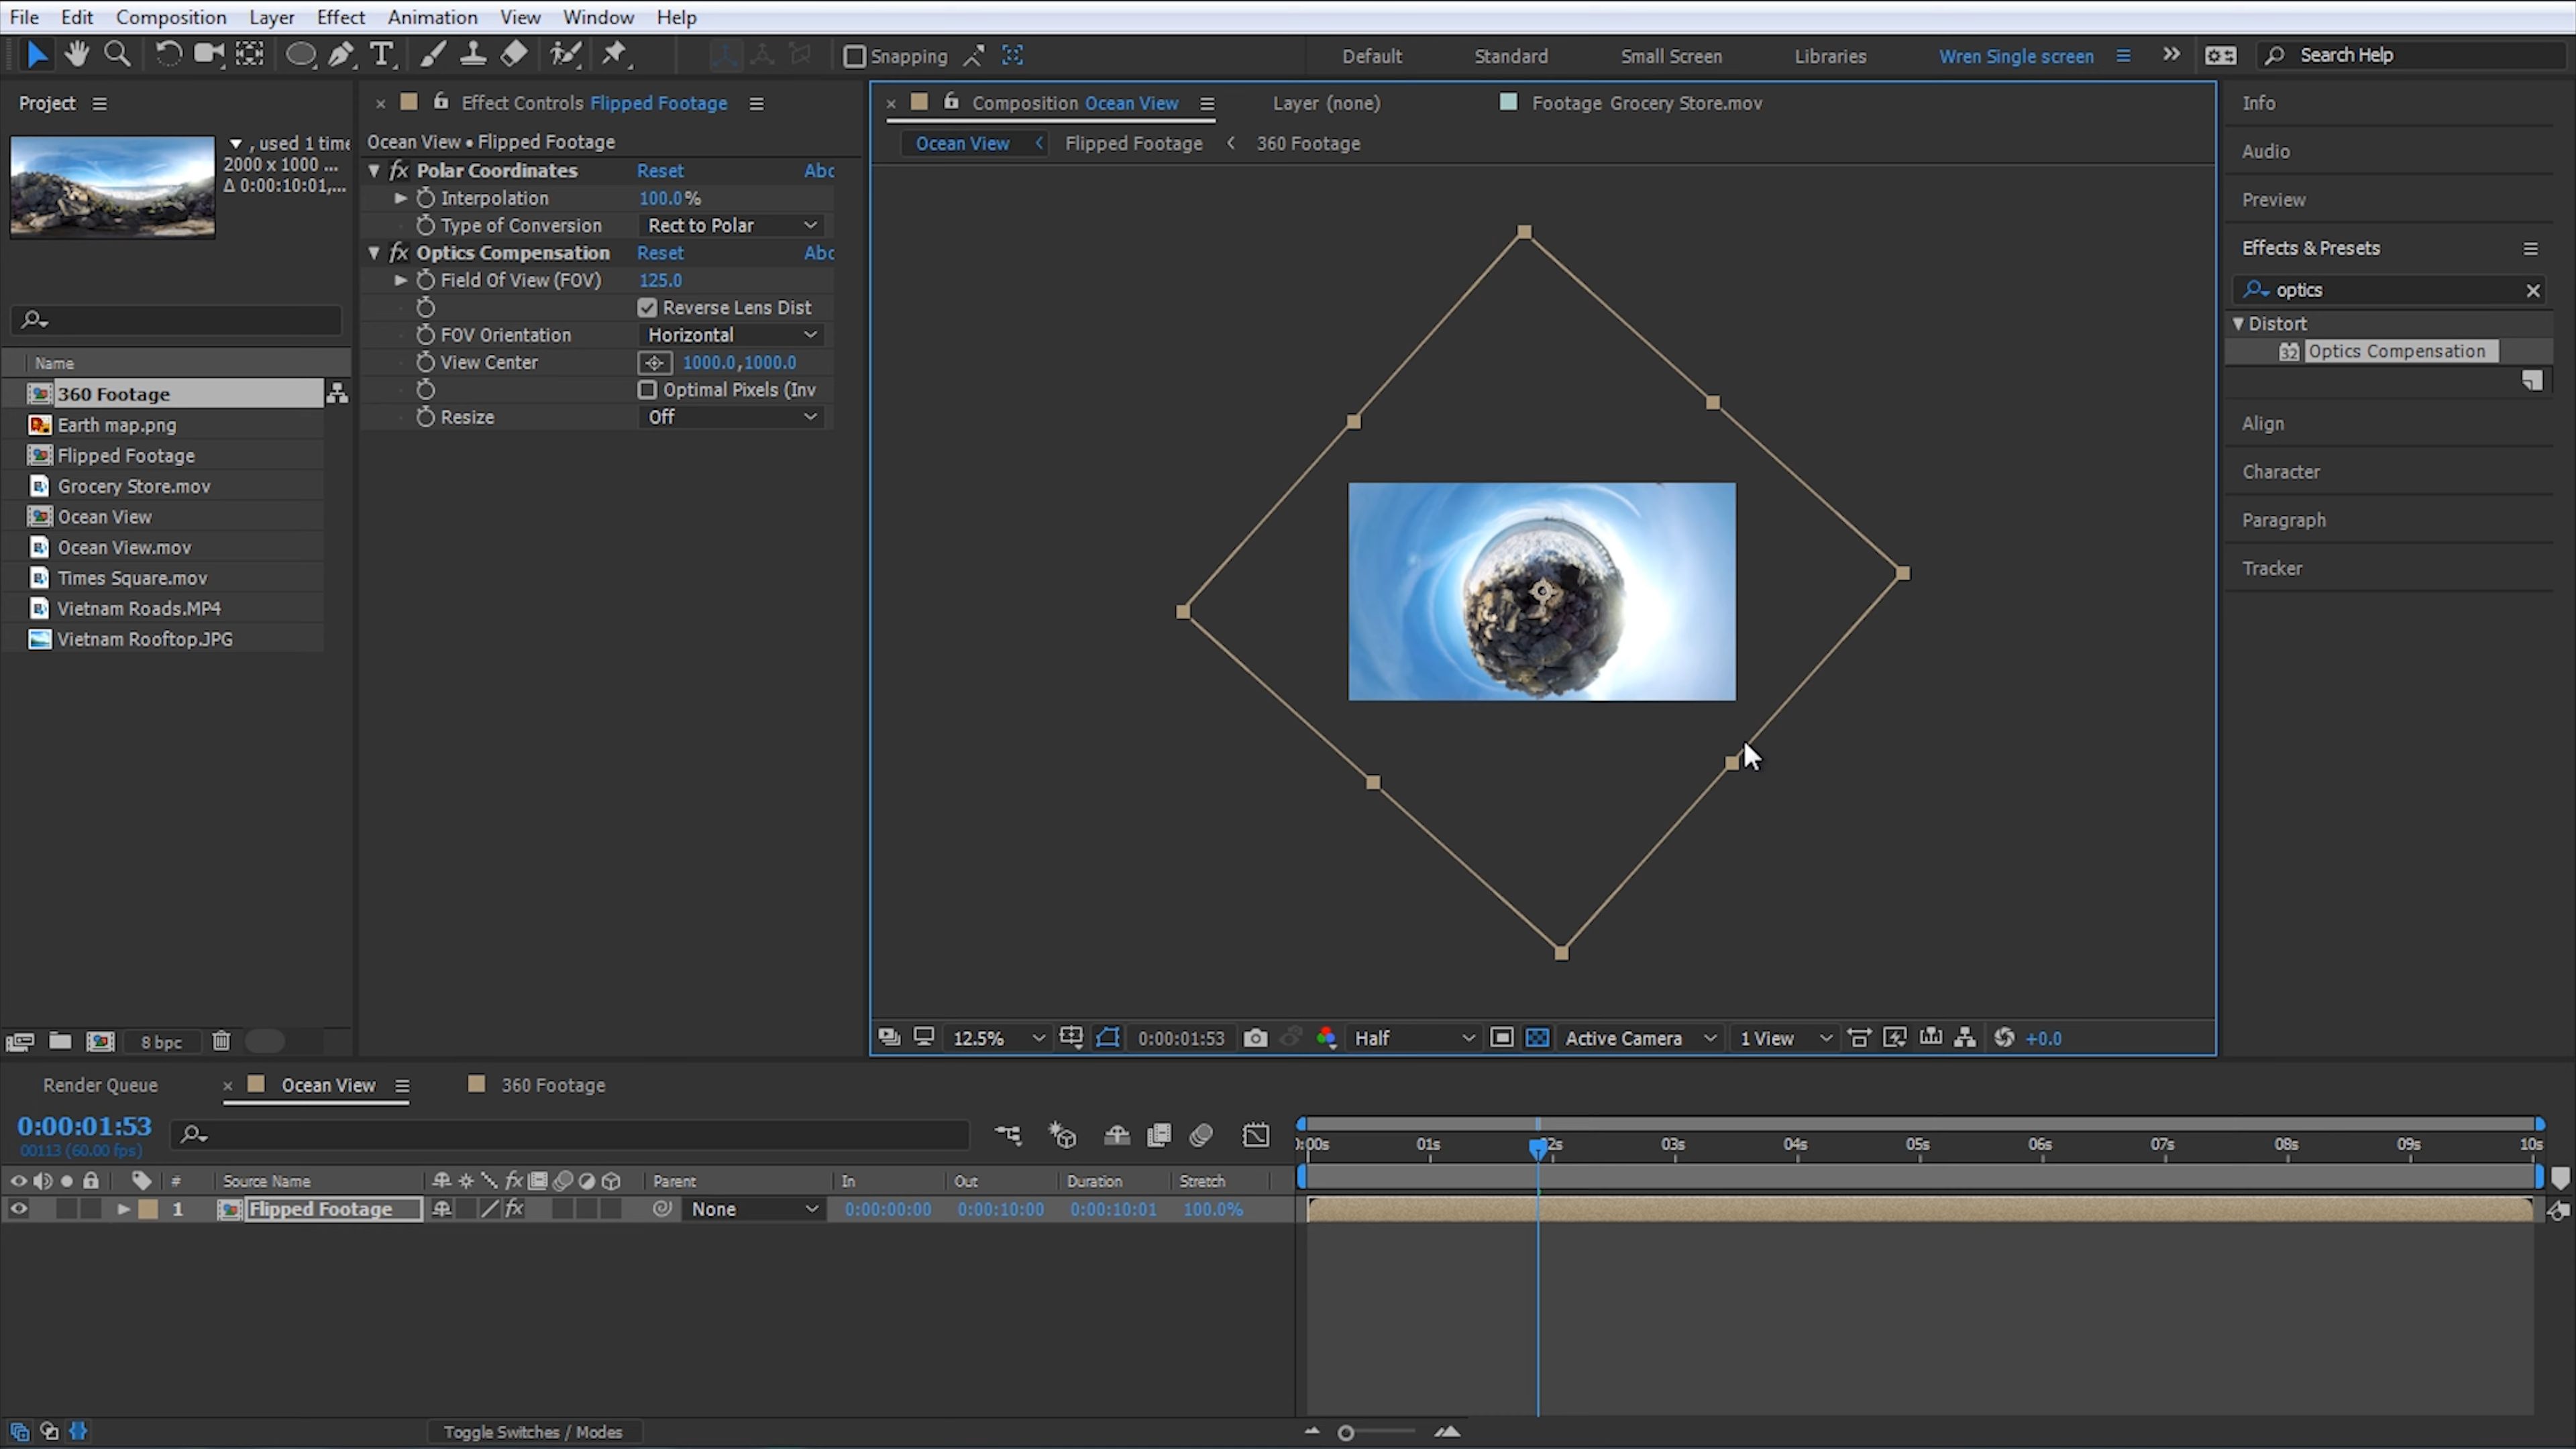 File Edit Composition Layer Effect Animation View Window Help
Snapping Default Standard Small Screen Libraries Wren Single screen Search Help
Project
, used 1 time
2000 x 1000 ...
Δ 0:00:10:01,...
Name
360 Footage
Earth map.png
Flipped Footage
Grocery Store.mov
Ocean View
Ocean View.mov
Times Square.mov
Vietnam Roads.MP4
Vietnam Rooftop.JPG
8 bpc
Effect Controls Flipped Footage
Ocean View • Flipped Footage
fx Polar Coordinates Reset Abc
Interpolation 100.0%
Type of Conversion Rect to Polar
fx Optics Compensation Reset Abc
Field Of View (FOV) 125.0
Reverse Lens Dist
FOV Orientation Horizontal
View Center 1000.0,1000.0
Optimal Pixels (Inv
Resize Off
Composition Ocean View Layer (none) Footage Grocery Store.mov
Ocean View Flipped Footage 360 Footage
12.5% 0:00:01:53 Half Active Camera 1 View +0.0
Info
Audio
Preview
Effects & Presets
optics
Distort
32 Optics Compensation
Align
Character
Paragraph
Tracker
Render Queue Ocean View 360 Footage
0:00:01:53
00113 (60.00 fps)
# Source Name fx Parent In Out Duration Stretch
1 Flipped Footage fx None 0:00:00:00 0:00:10:00 0:00:10:01 100.0%
):00s 01s 02s 03s 04s 05s 06s 07s 08s 09s 10s
Toggle Switches / Modes